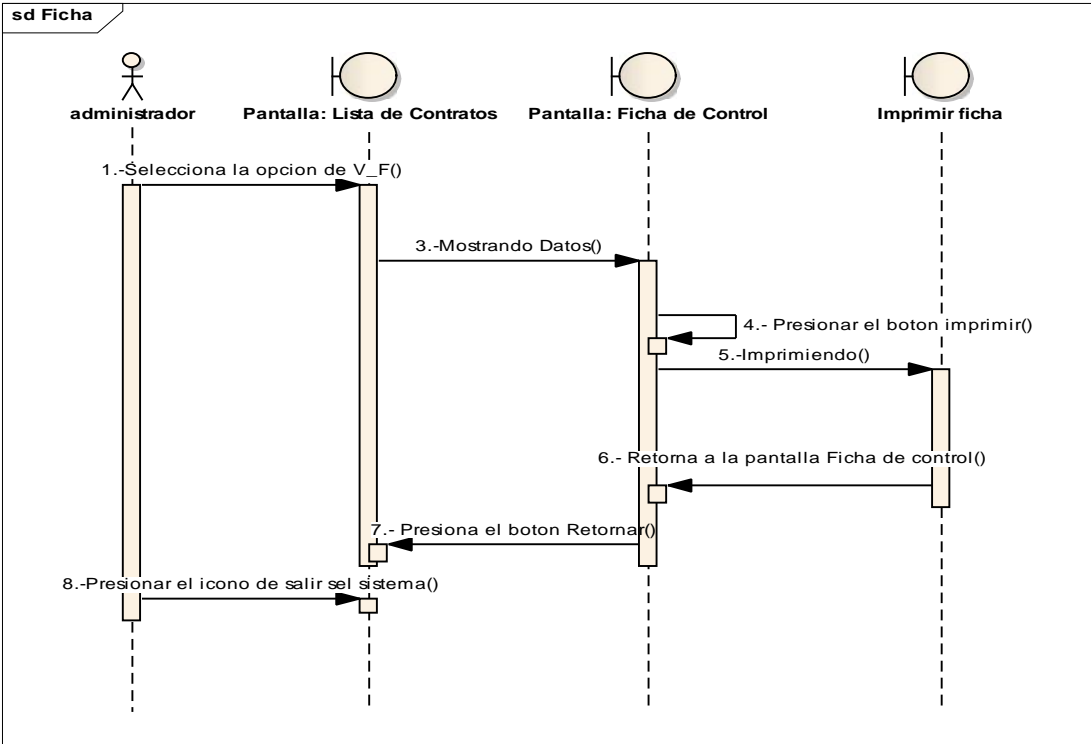 sd Ficha
administrador
Pantalla: Lista de Contratos
Pantalla: Ficha de Control
Imprimir ficha
1.-Selecciona la opcion de V_F()
3.-Mostrando Datos()
4.- Presionar el boton imprimir()
5.-Imprimiendo()
6.- Retorna a la pantalla Ficha de control()
7.- Presiona el boton Retornar()
8.-Presionar el icono de salir sel sistema()